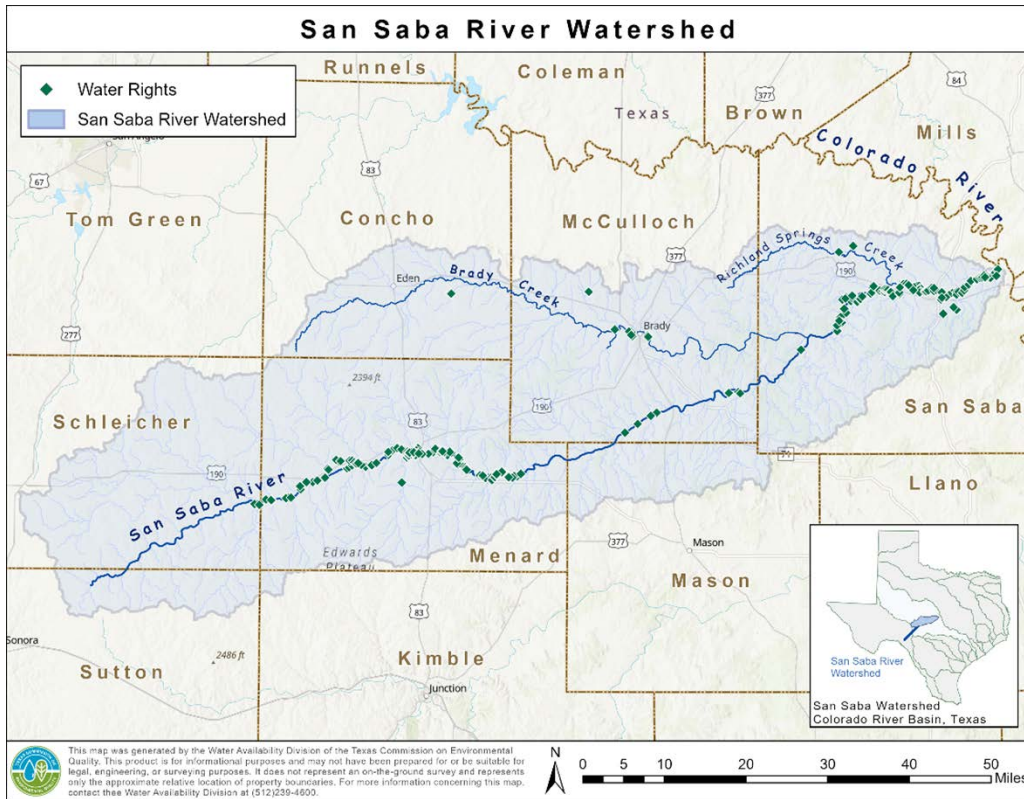 San Saba River Watershed
Water Rights
San Saba River Watershed
Runnels
Coleman
Texas
Brown
Mills
377
84
Colorado River
67
83
Tom Green
Concho
McCulloch
377
Richland Springs Creek
190
Eden
Brady Creek
Brady
277
2394 ft
190
83
Schleicher
San Saba
190
71
San Saba River
Llano
Edwards
Plateau
Menard
377
Mason
Mason
Sonora
83
2486 ft
Kimble
Sutton
Junction
San Saba River
Watershed
San Saba Watershed
Colorado River Basin, Texas
This map was generated by the Water Availability Division of the Texas Commission on Environmental
Quality. This product is for informational purposes and may not have been prepared for or be suitable for
legal, engineering, or surveying purposes. It does not represent an on-the-ground survey and represents
only the approximate relative location of property boundaries. For more information concerning this map,
contact thee Water Availability Division at (512)239-4600.
N
0 5 10 20 30 40 50
Miles